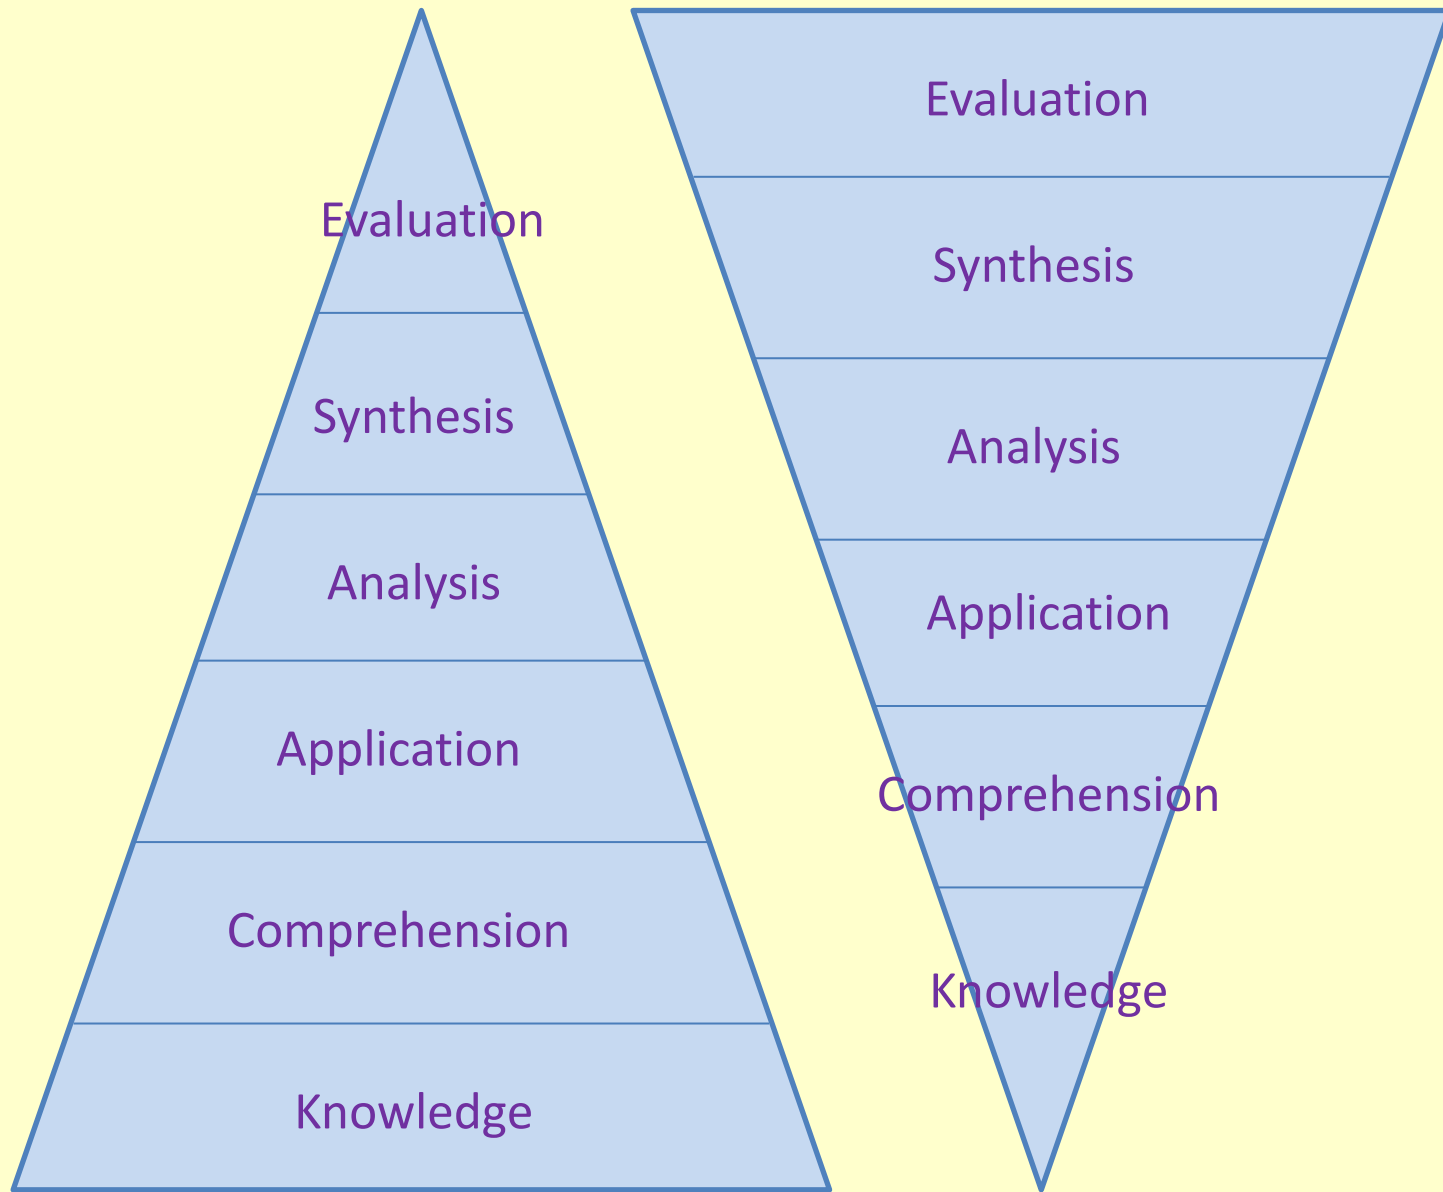 Evaluation
Synthesis
Analysis
Application
Comprehension
Knowledge
Evaluation
Synthesis
Analysis
Application
Comprehension
Knowledge